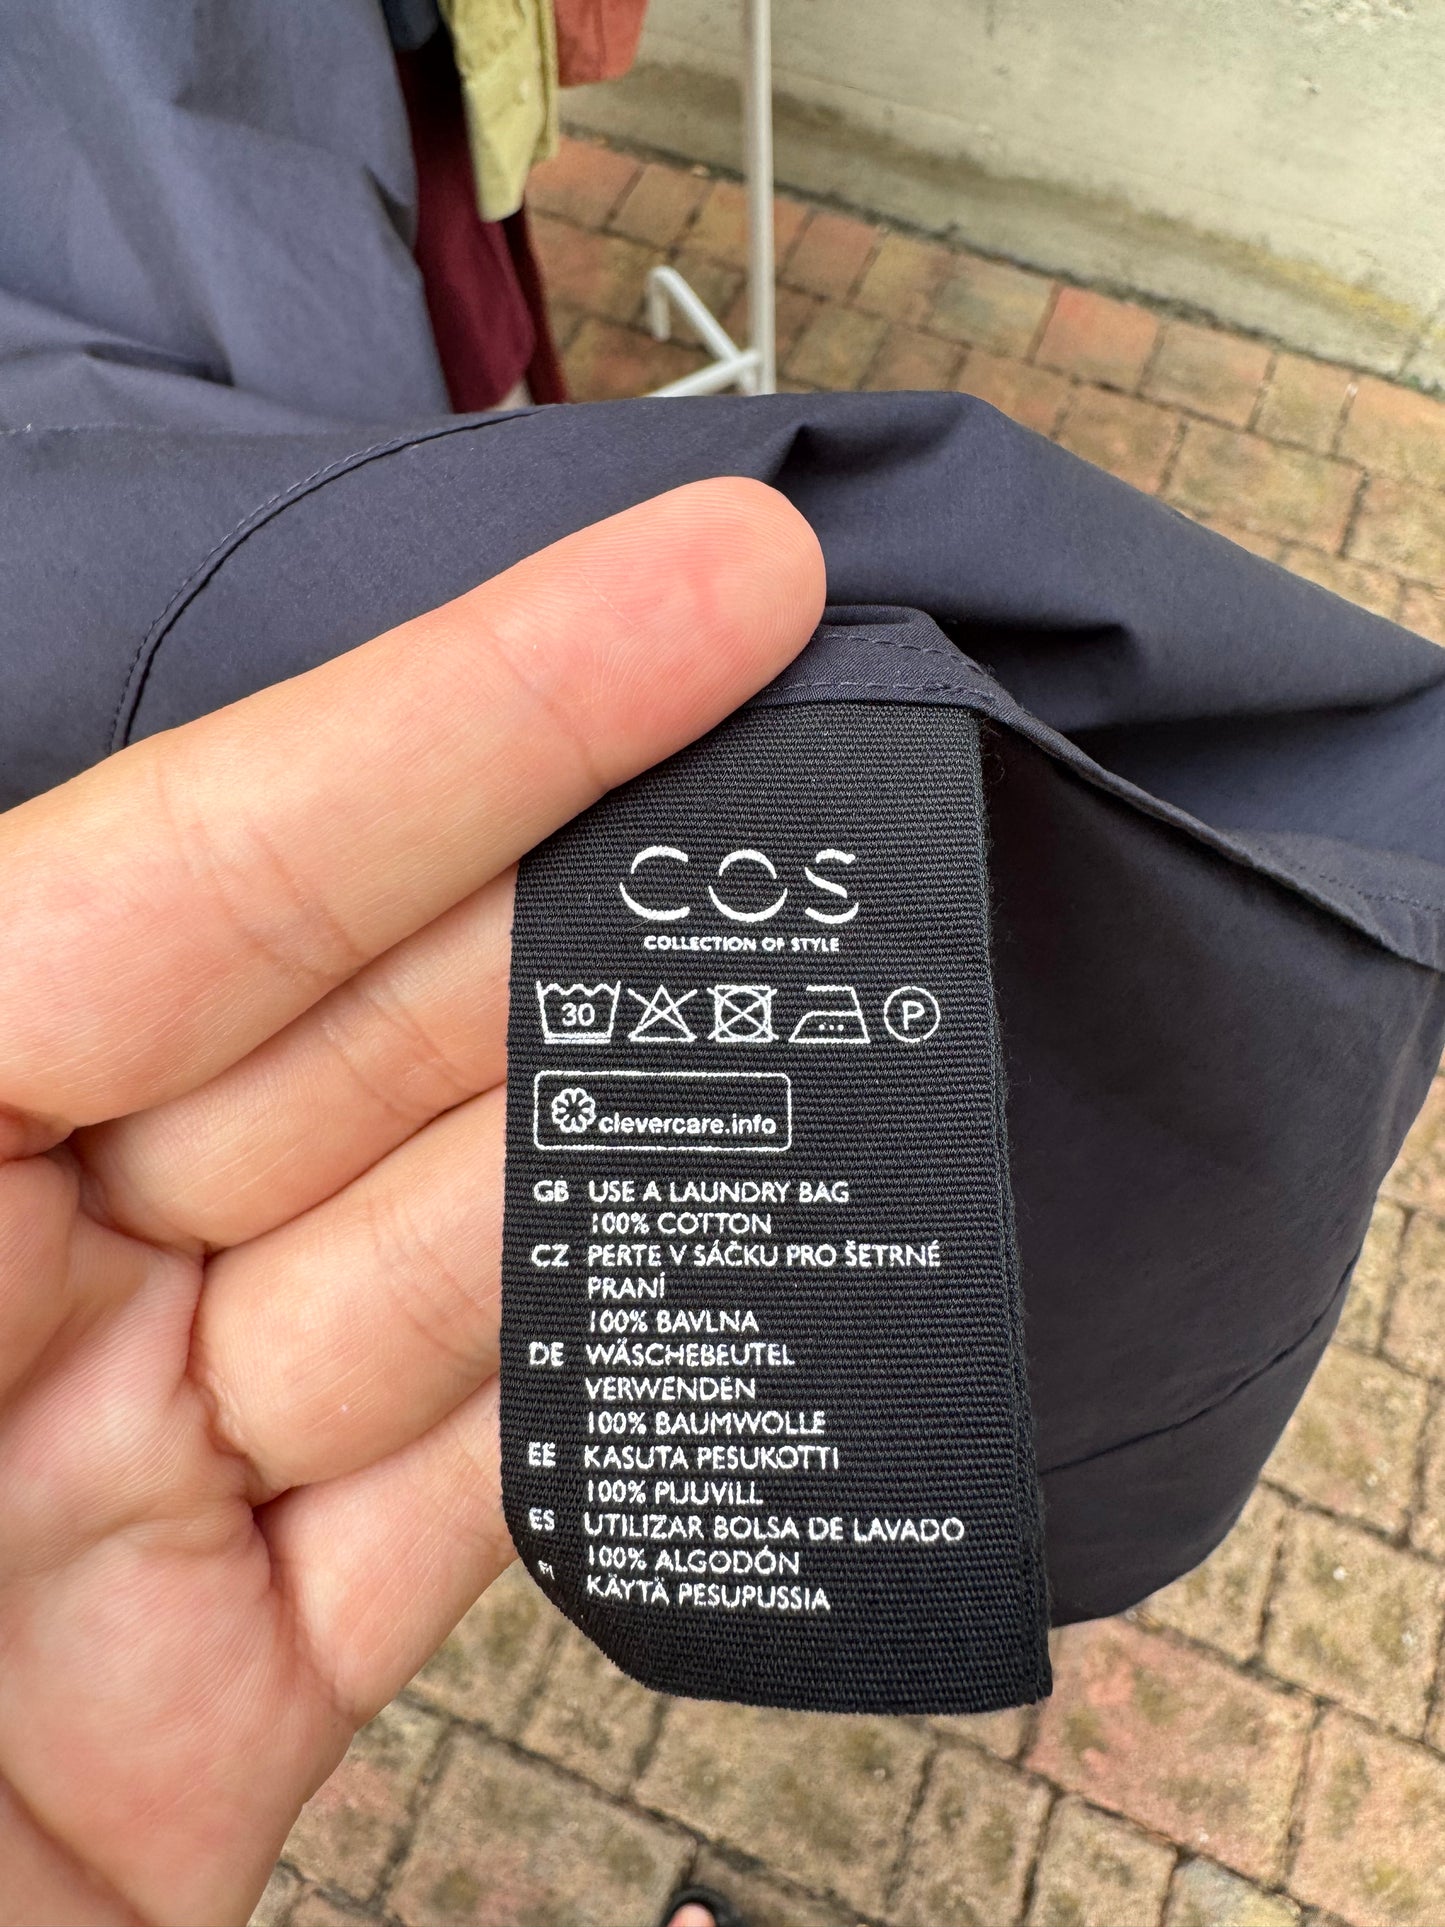 COS
COLLECTION OF STYLE
30 P
clevercare.info
GB USE A LAUNDRY BAG
100% COTTON
CZ PERTE V SÁČKU PRO ŠETRNÉ
PRANÍ
100% BAVLNA
DE WÄSCHEBEUTEL
VERWENDEN
100% BAUMWOLLE
EE KASUTA PESUKOTTI
100% PUUVILL
ES UTILIZAR BOLSA DE LAVADO
100% ALGODÓN
FI KÄYTÄ PESUPUSSIA